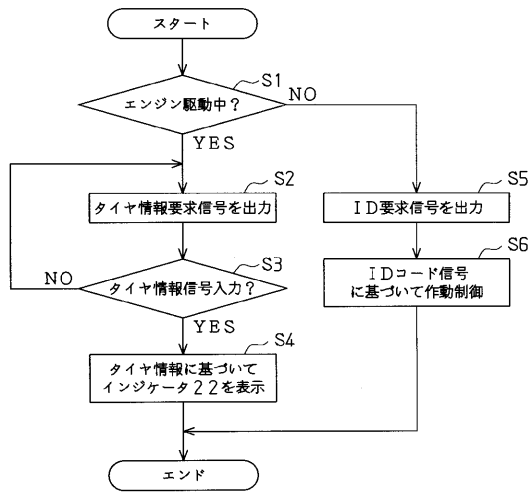 スタート
S1
エンジン駆動中?
NO
YES
S2
タイヤ情報要求信号を出力
S5
ID要求信号を出力
S3
タイヤ情報信号入力?
NO
YES
S6
IDコード信号
に基づいて作動制御
S4
タイヤ情報に基づいて
インジケータ22を表示
エンド